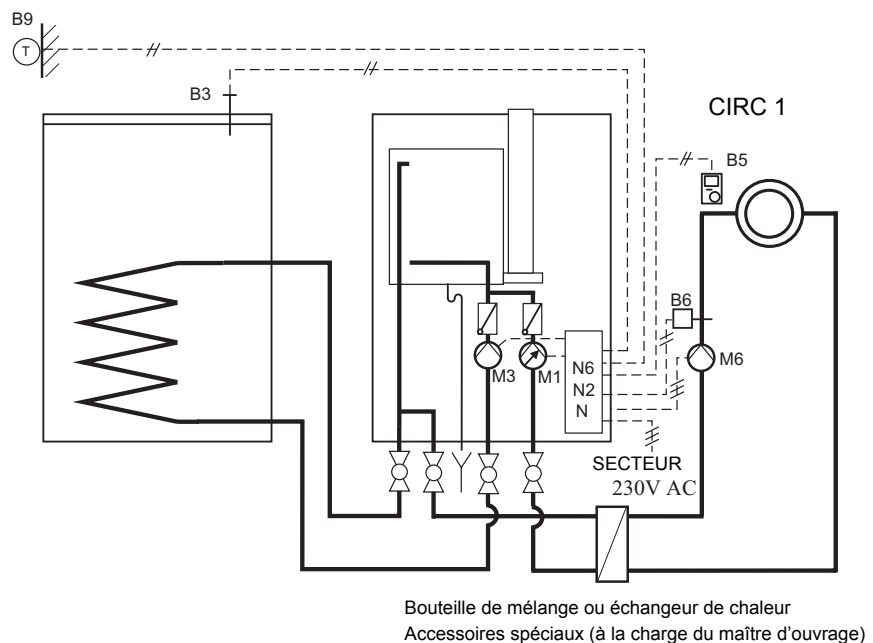 B9
T
B3
CIRC 1
B5
B6
M3
M1
N6
N2
N
M6
SECTEUR
230V AC
Bouteille de mélange ou échangeur de chaleur
Accessoires spéciaux (à la charge du maître d'ouvrage)